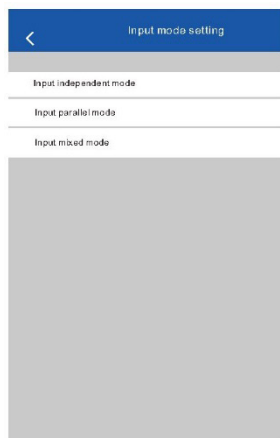 Input mode setting
Input independent mode
Input parallel mode
Input mixed mode